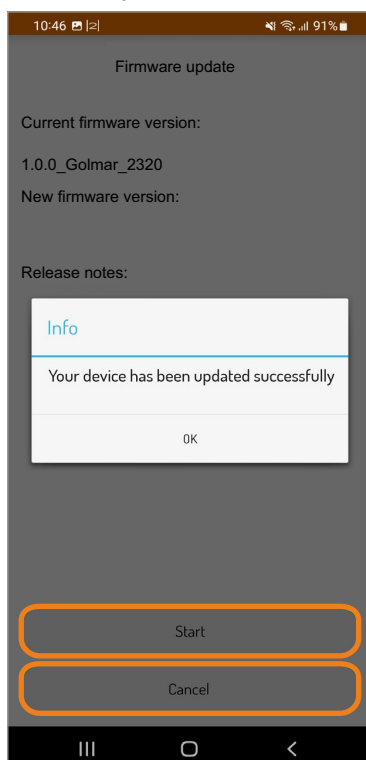 10:46 |2| 91%
Firmware update
Current firmware version:
1.0.0_Golmar_2320
New firmware version:
Release notes:
Info
Your device has been updated successfully
OK
Start
Cancel